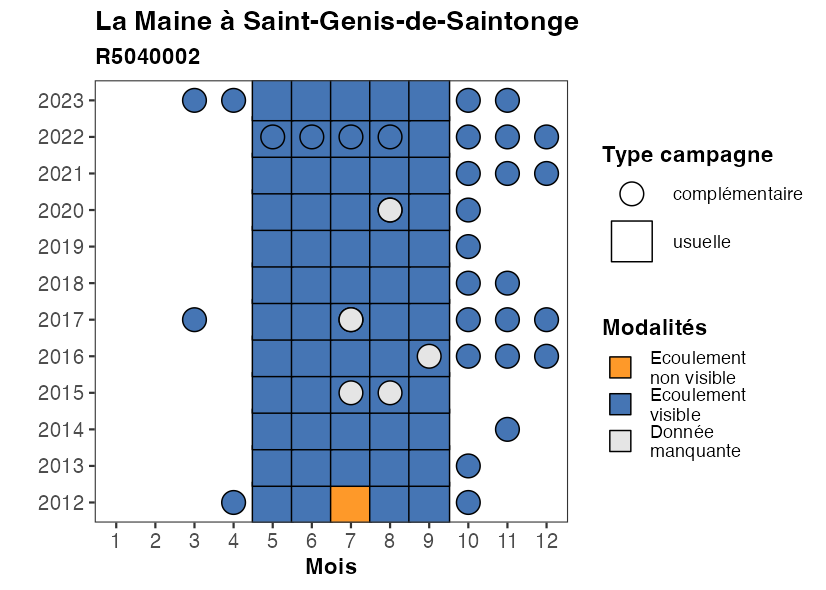 La Maine à Saint-Genis-de-Saintonge
R5040002
2023
2022
2021
2020
2019
2018
2017
2016
2015
2014
2013
2012
1 2 3 4 5 6 7 8 9 10 11 12
Mois
Type campagne
complémentaire
usuelle
Modalités
Ecoulement
non visible
Ecoulement
visible
Donnée
manquante